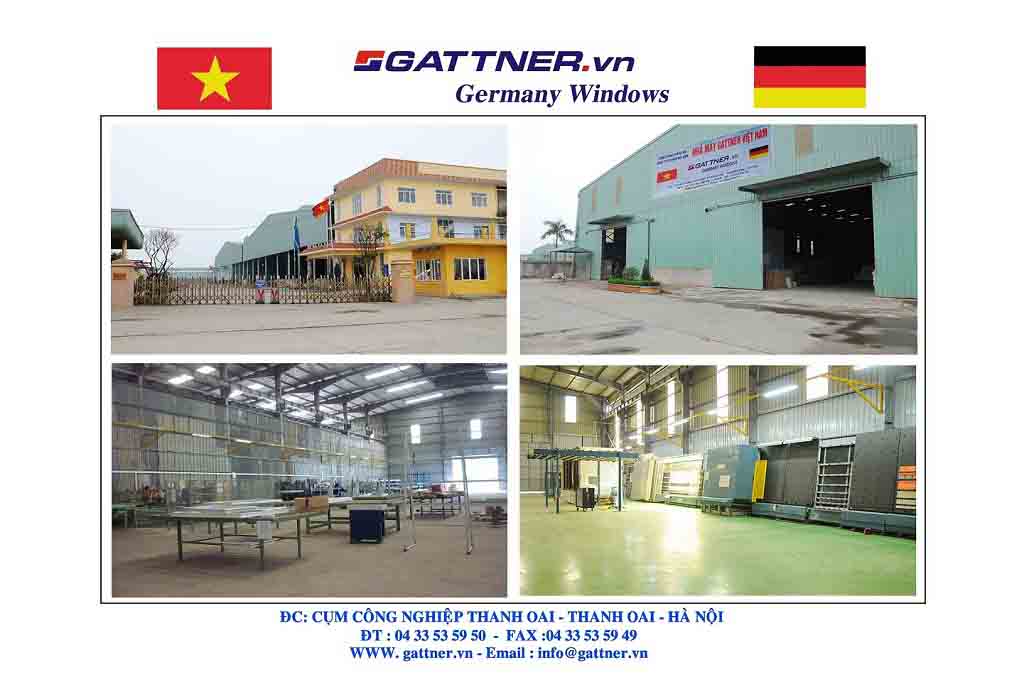 GATTNER.vn
Germany Windows
NHÀ MÁY GATTNER VIỆT NAM
GATTNER.vn
GERMANY WINDOWS
ĐC: CỤM CÔNG NGHIỆP THANH OAI - THANH OAI - HÀ NỘI
ĐT : 04 33 53 59 50 - FAX :04 33 53 59 49
WWW. gattner.vn - Email : info@gattner.vn